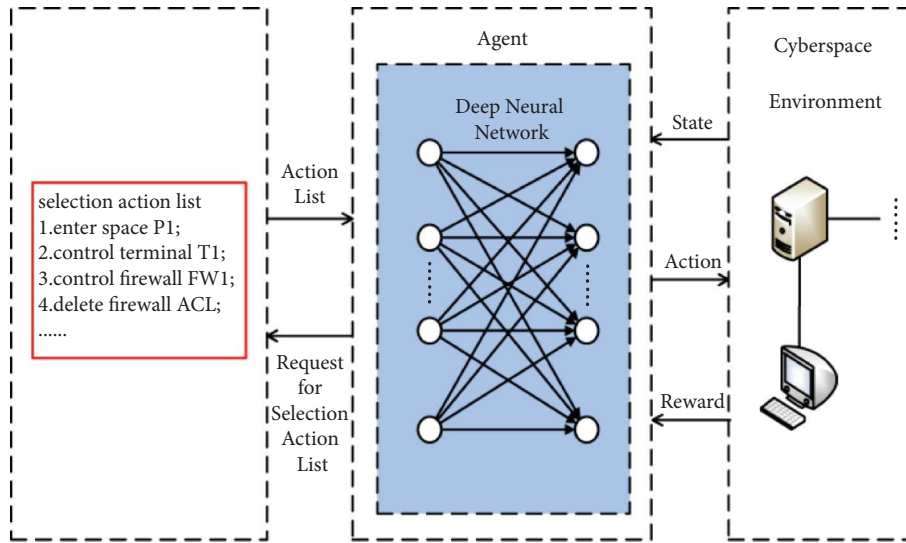 selection action list
1.enter space P1;
2.control terminal T1;
3.control firewall FW1;
4.delete firewall ACL;
......
Action
List
Request
for
Selection
Action
List
Agent
Deep Neural
Network
State
Action
Reward
Cyberspace
Environment